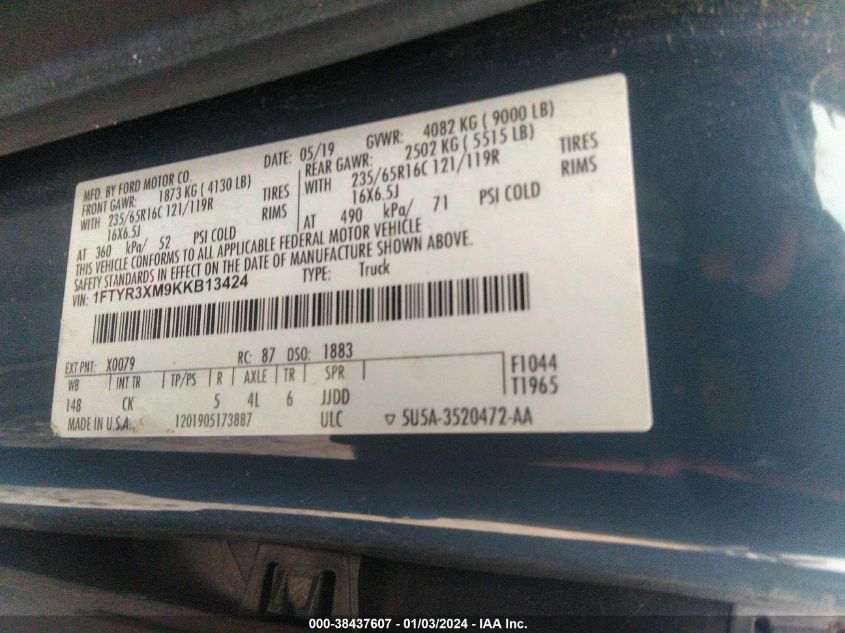 MFD. BY FORD MOTOR CO.
DATE: 05/19 GVWR: 4082 KG ( 9000 LB)
FRONT GAWR: 1873 KG ( 4130 LB)
REAR GAWR: 2502 KG ( 5515 LB)
WITH 235/65R16C 121/119R TIRES
WITH 235/65R16C 121/119R TIRES
16X6.5J RIMS
16X6.5J RIMS
AT 360 kPa/ 52 PSI COLD
AT 490 kPa/ 71 PSI COLD
THIS VEHICLE CONFORMS TO ALL APPLICABLE FEDERAL MOTOR VEHICLE
SAFETY STANDARDS IN EFFECT ON THE DATE OF MANUFACTURE SHOWN ABOVE.
VIN: 1FTYR3XM9KKB13424 TYPE: Truck
EXT PNT: X0079 RC: 87 DSO: 1883
WB INT TR TP/PS R AXLE TR SPR F1044
148 CK 5 4L 6 JJDD T1965
MADE IN U.S.A. 1201905173887 ULC ▽ 5U5A-3520472-AA
000-38437607 - 01/03/2024 - IAA Inc.